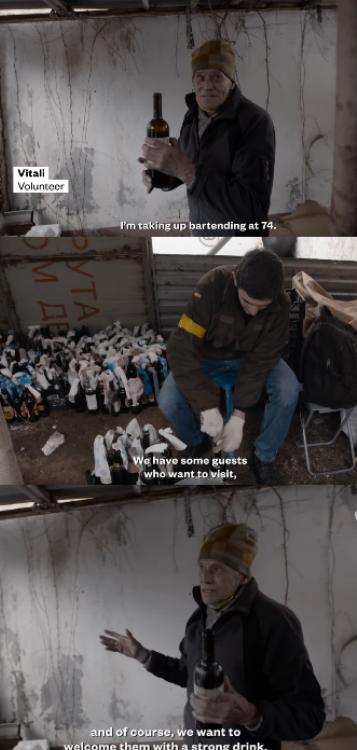 Vitali
Volunteer
I'm taking up bartending at 74.
РУТА
We have some guests
who want to visit,
and of course, we want to
welcome them with a strong drink.